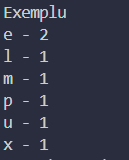 Exemplu
e - 2
l - 1
m - 1
p - 1
u - 1
x - 1